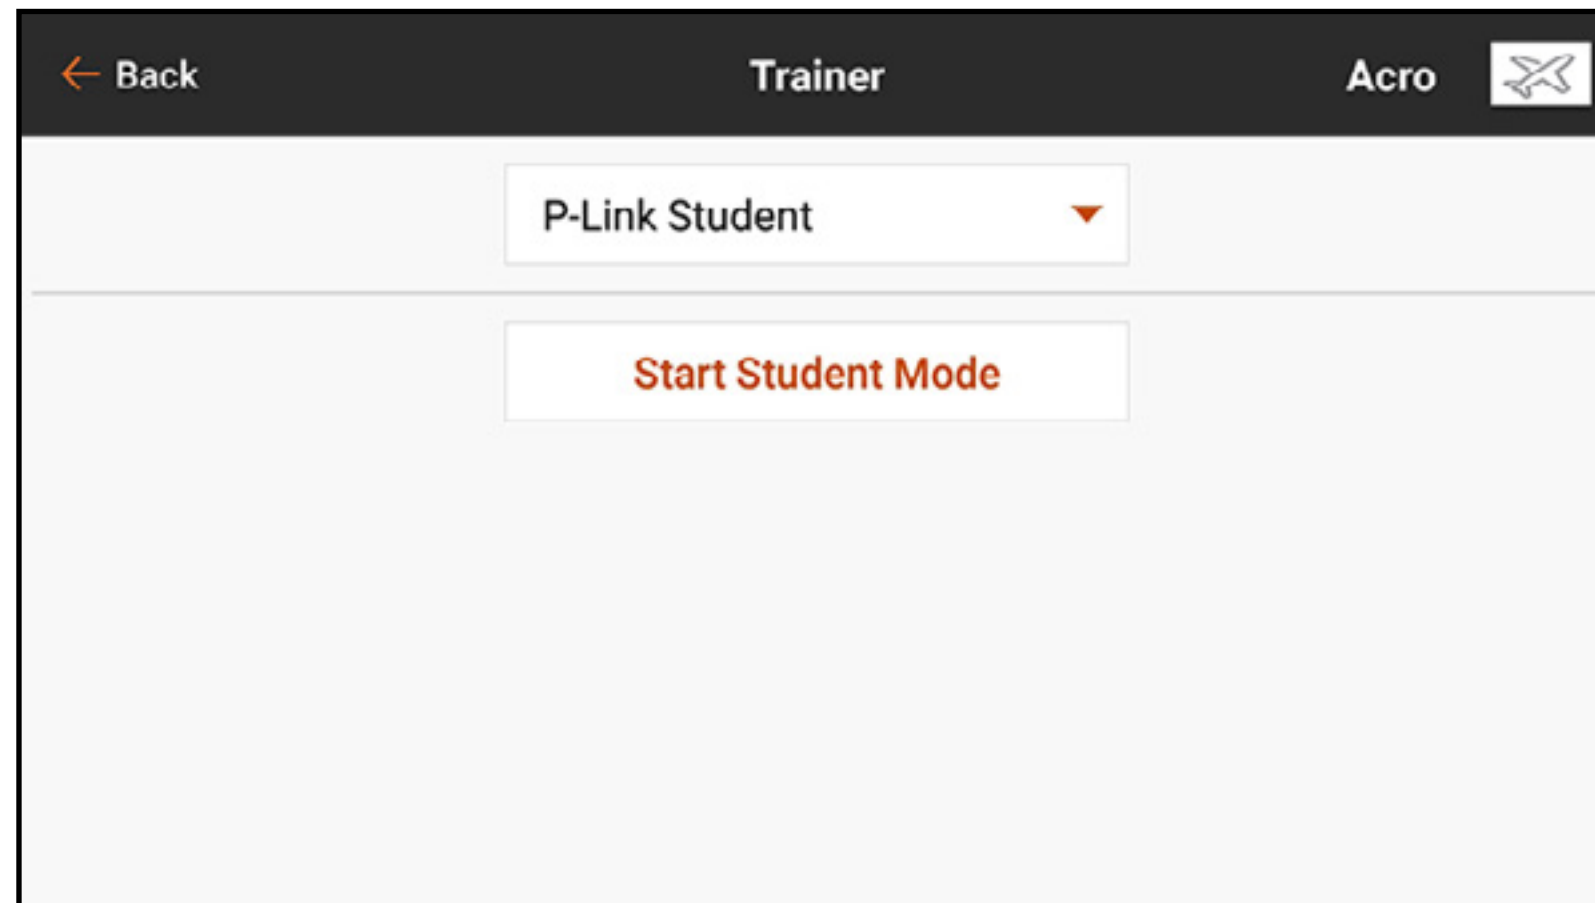 Back
Trainer
Acro
P-Link Student
Start Student Mode